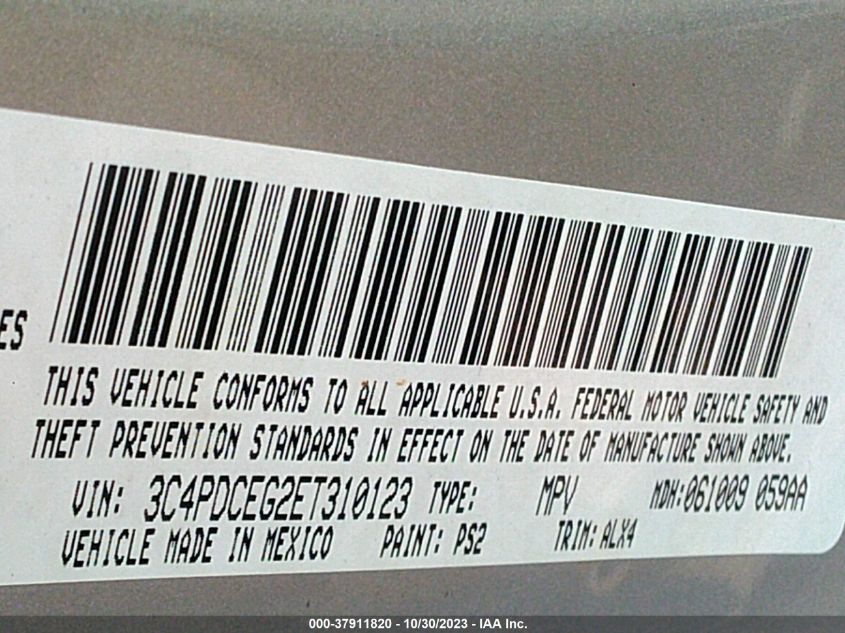 ES
THIS VEHICLE CONFORMS TO ALL APPLICABLE U.S.A. FEDERAL MOTOR VEHICLE SAFETY AND
THEFT PREVENTION STANDARDS IN EFFECT ON THE DATE OF MANUFACTURE SHOWN ABOVE.
VIN: 3C4PDCEG2ET310123 TYPE: MPV MDH:061009 059AA
VEHICLE MADE IN MEXICO PAINT: PS2 TRIM: ALX4
000-37911820 - 10/30/2023 - IAA Inc.